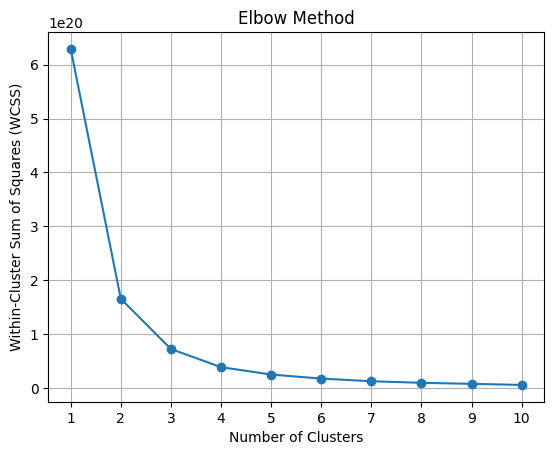 Elbow Method
1e20
Within-Cluster Sum of Squares (WCSS)
6
5
4
3
2
1
0
1 2 3 4 5 6 7 8 9 10
Number of Clusters